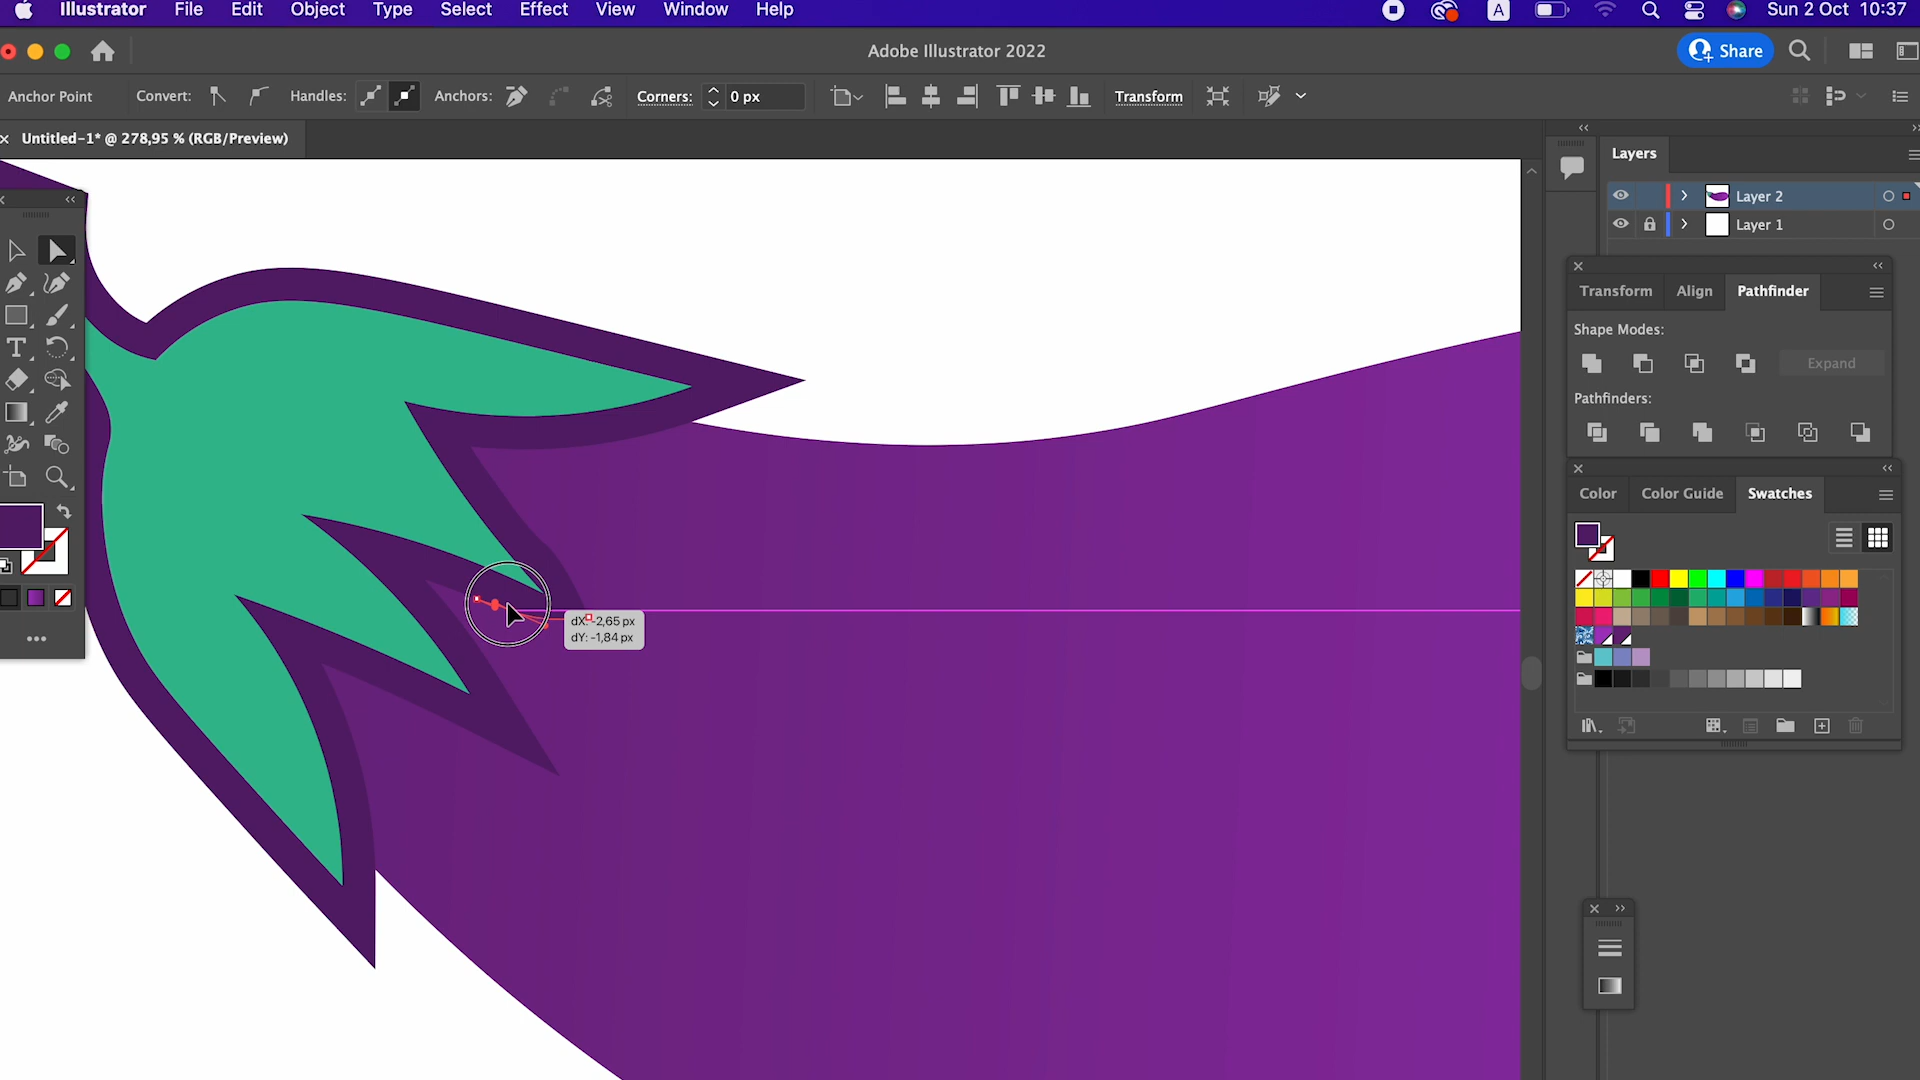 Illustrator File Edit Object Type Select Effect View Window Help
A
Sun 2 Oct 10:37
Adobe Illustrator 2022
Share
Anchor Point Convert: Handles: Anchors: Corners: 0 px Transform
× Untitled-1* @ 278,95 % (RGB/Preview)
Layers
Layer 2
Layer 1
Transform Align Pathfinder
Shape Modes:
Expand
Pathfinders:
Color Color Guide Swatches
T
dX: -2,65 px
dY: -1,84 px